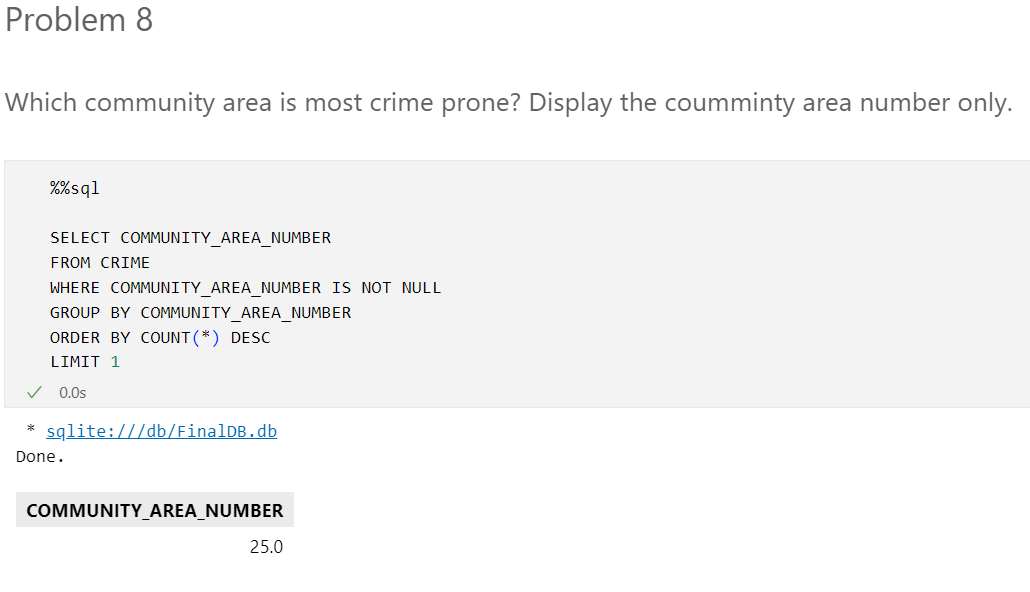 Problem 8
Which community area is most crime prone? Display the coumminty area number only.
%%sql
SELECT COMMUNITY_AREA_NUMBER
FROM CRIME
WHERE COMMUNITY_AREA_NUMBER IS NOT NULL
GROUP BY COMMUNITY_AREA_NUMBER
ORDER BY COUNT(*) DESC
LIMIT 1
✓ 0.0s
* sqlite:///db/FinalDB.db
Done.
COMMUNITY_AREA_NUMBER
25.0